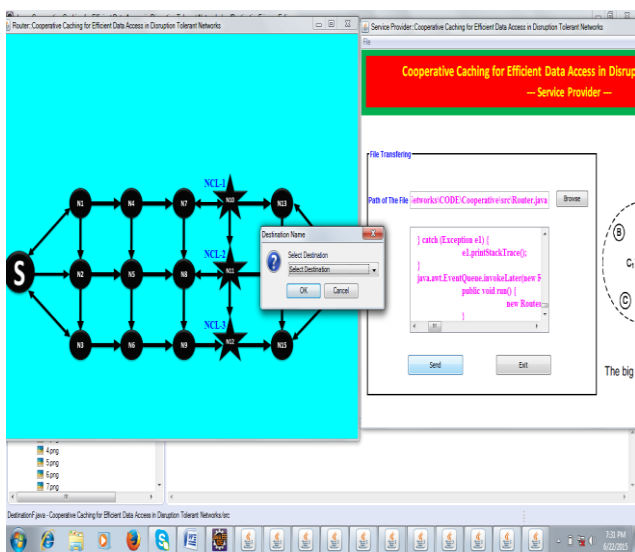 Router::Cooperative Caching for Efficient Data Access in Disruption Tolerant Networks
Service Provider::Cooperative Caching for Efficient Data Access in Disruption Tolerant Networks
File
Cooperative Caching for Efficient Data Access in Disrup
--- Service Provider ---
NCL-1
N1
N4
N7
N10
N13
NCL-2
S
N2
N5
N8
N11
NCL-3
N3
N6
N9
N12
N15
Destination Name
Select Destination
Select Destination
OK
Cancel
File Transfering
Path of The File
etworks\CODE\Cooperative\src\Router.java
Browse
} catch (Exception e1) {
e1.printStackTrace();
}
java.awt.EventQueue.invokeLater(new R
public void run() {
new Router
}
Send
Exit
B
C
The big
4.png
5.png
6.png
7.png
DestinationF.java - Cooperative Caching for Efficient Data Access in Disruption Tolerant Networks/src
7:31 PM
6/22/2015